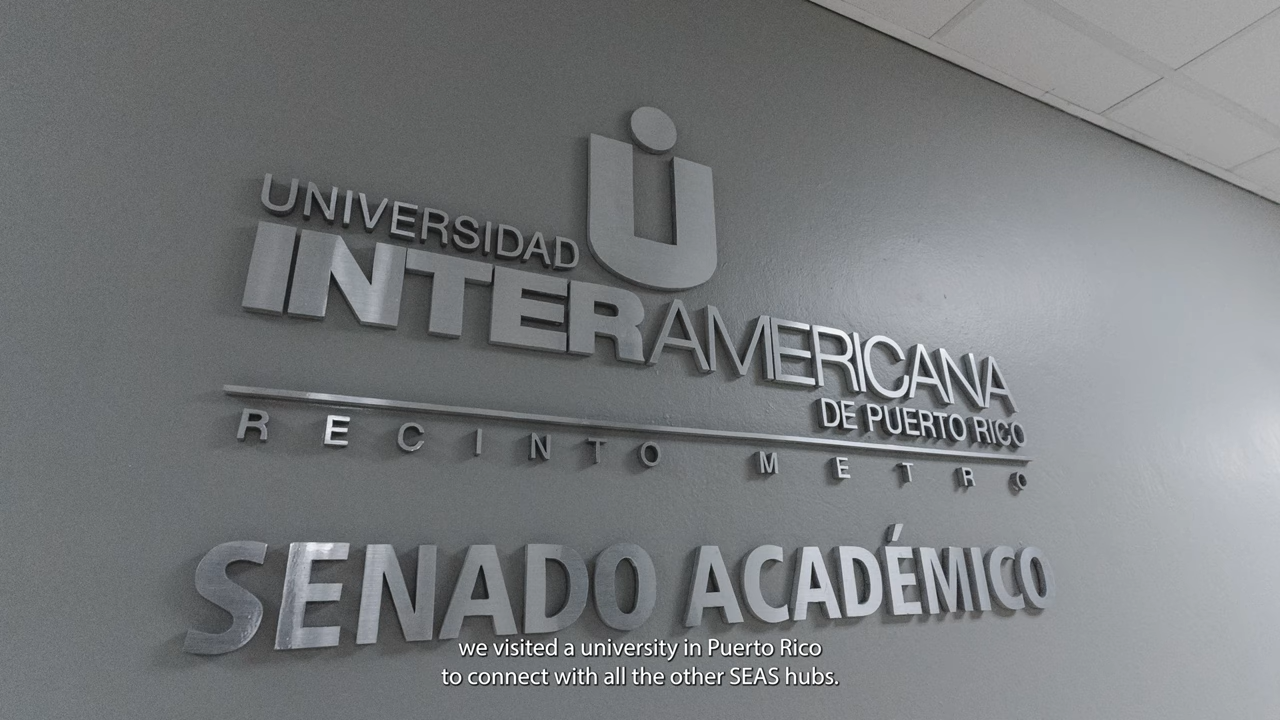 UNIVERSIDAD
INTERAMERICANA
DE PUERTO RICO
RECINTO METRO
SENADO ACADÉMICO
we visited a university in Puerto Rico
to connect with all the other SEAS hubs.